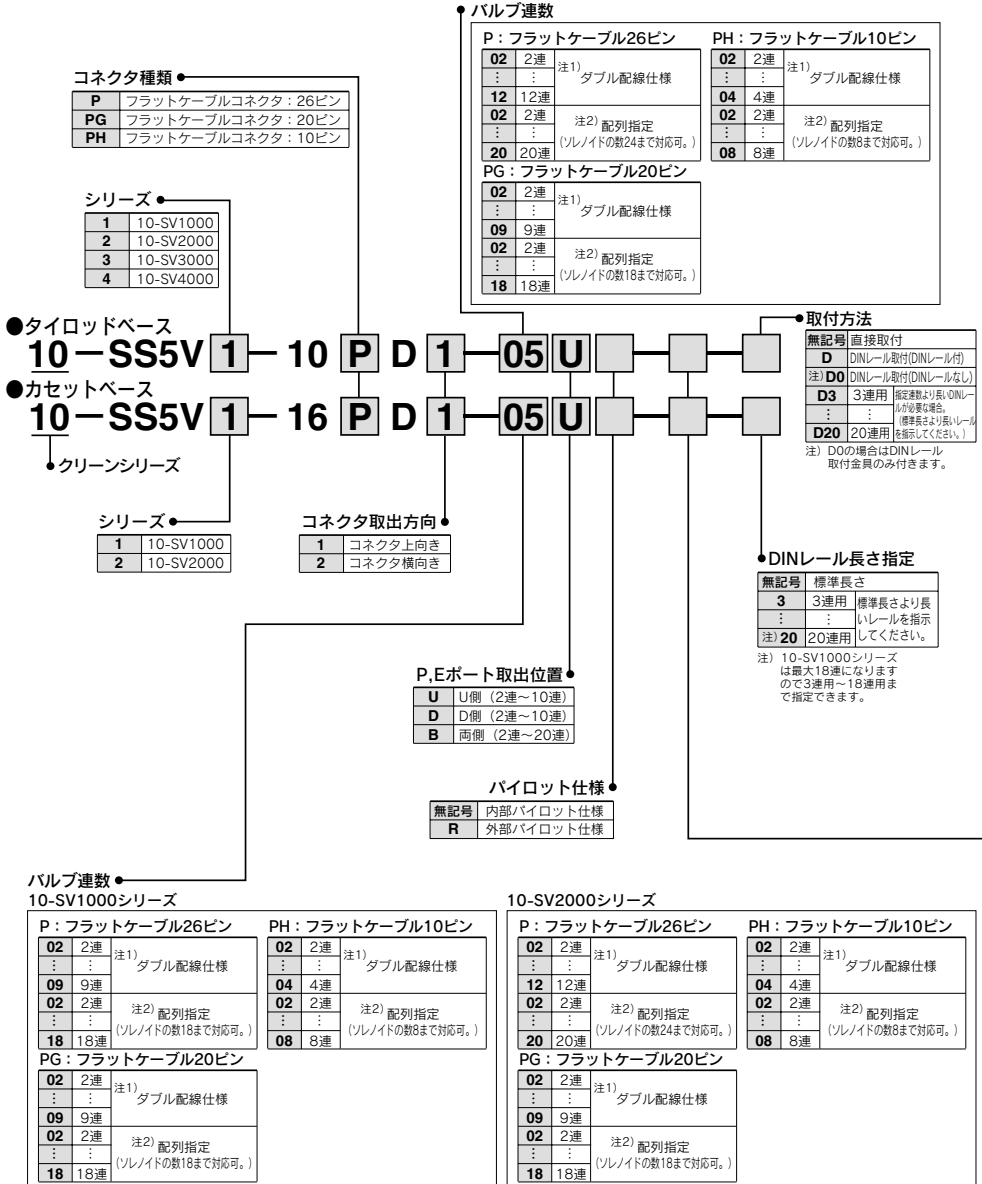 バルブ連数
P：フラットケーブル26ピン
02 2連 注1) ダブル配線仕様
⋮ ⋮
12 12連
02 2連 注2) 配列指定
⋮ ⋮ (ソレノイドの数24まで対応可。)
20 20連
PH：フラットケーブル10ピン
02 2連 注1) ダブル配線仕様
⋮ ⋮
04 4連
02 2連 注2) 配列指定
⋮ ⋮ (ソレノイドの数8まで対応可。)
08 8連
PG：フラットケーブル20ピン
02 2連 注1) ダブル配線仕様
⋮ ⋮
09 9連
02 2連 注2) 配列指定
⋮ ⋮ (ソレノイドの数18まで対応可。)
18 18連
コネクタ種類
P フラットケーブルコネクタ：26ピン
PG フラットケーブルコネクタ：20ピン
PH フラットケーブルコネクタ：10ピン
シリーズ
1 10-SV1000
2 10-SV2000
3 10-SV3000
4 10-SV4000
●タイロッドベース
10－SS5V 1－10 P D 1－05 U
●カセットベース
10－SS5V 1－16 P D 1－05 U
クリーンシリーズ
取付方法
無記号 直接取付
D DINレール取付(DINレール付)
注) D0 DINレール取付(DINレールなし)
D3 3連用 指定連数より長いDINレー
⋮ ⋮ ルが必要な場合。
(標準長さより長いレール
D20 20連用 を指示してください。)
注) D0の場合はDINレール
取付金具のみ付きます。
シリーズ
1 10-SV1000
2 10-SV2000
コネクタ取出方向
1 コネクタ上向き
2 コネクタ横向き
DINレール長さ指定
無記号 標準長さ
3 3連用 標準長さより長
⋮ ⋮ いレールを指示
注) 20 20連用 してください。
注) 10-SV1000シリーズ
は最大18連になります
ので3連用～18連用ま
で指定できます。
P,Eポート取出位置
U U側（2連～10連）
D D側（2連～10連）
B 両側（2連～20連）
パイロット仕様
無記号 内部パイロット仕様
R 外部パイロット仕様
バルブ連数
10-SV1000シリーズ
P：フラットケーブル26ピン
02 2連 注1) ダブル配線仕様
⋮ ⋮
09 9連
02 2連 注2) 配列指定
⋮ ⋮ (ソレノイドの数18まで対応可。)
18 18連
PH：フラットケーブル10ピン
02 2連 注1) ダブル配線仕様
⋮ ⋮
04 4連
02 2連 注2) 配列指定
⋮ ⋮ (ソレノイドの数8まで対応可。)
08 8連
PG：フラットケーブル20ピン
02 2連 注1) ダブル配線仕様
⋮ ⋮
09 9連
02 2連 注2) 配列指定
⋮ ⋮ (ソレノイドの数18まで対応可。)
18 18連
10-SV2000シリーズ
P：フラットケーブル26ピン
02 2連 注1) ダブル配線仕様
⋮ ⋮
12 12連
02 2連 注2) 配列指定
⋮ ⋮ (ソレノイドの数24まで対応可。)
20 20連
PH：フラットケーブル10ピン
02 2連 注1) ダブル配線仕様
⋮ ⋮
04 4連
02 2連 注2) 配列指定
⋮ ⋮ (ソレノイドの数8まで対応可。)
08 8連
PG：フラットケーブル20ピン
02 2連 注1) ダブル配線仕様
⋮ ⋮
09 9連
02 2連 注2) 配列指定
⋮ ⋮ (ソレノイドの数18まで対応可。)
18 18連